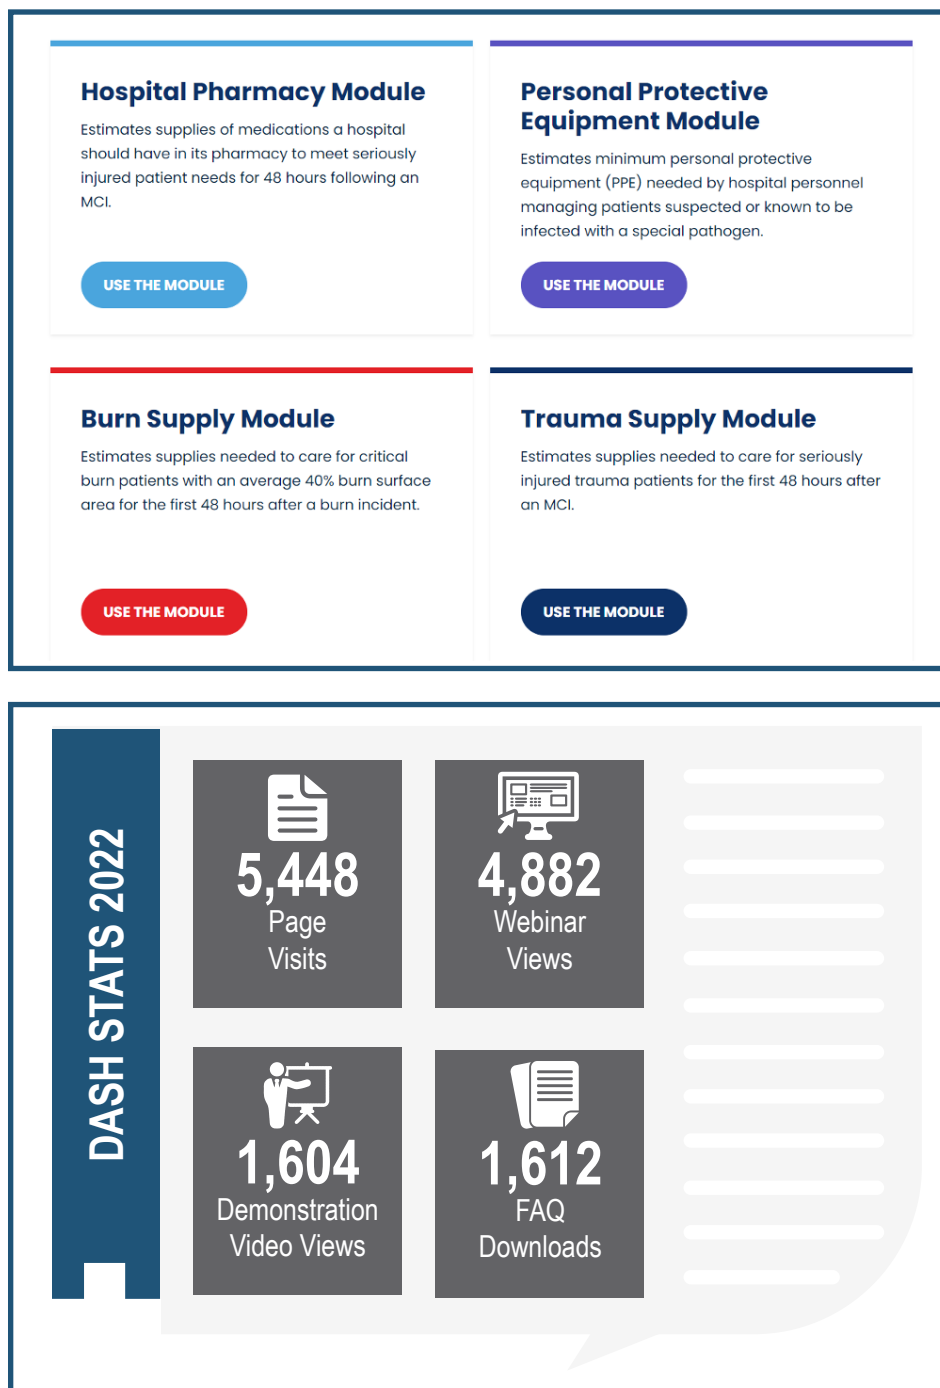 Hospital Pharmacy Module
Estimates supplies of medications a hospital
should have in its pharmacy to meet seriously
injured patient needs for 48 hours following an
MCI.
USE THE MODULE
Personal Protective
Equipment Module
Estimates minimum personal protective
equipment (PPE) needed by hospital personnel
managing patients suspected or known to be
infected with a special pathogen.
USE THE MODULE
Burn Supply Module
Estimates supplies needed to care for critical
burn patients with an average 40% burn surface
area for the first 48 hours after a burn incident.
USE THE MODULE
Trauma Supply Module
Estimates supplies needed to care for seriously
injured trauma patients for the first 48 hours after
an MCI.
USE THE MODULE
DASH STATS 2022
5,448
Page
Visits
4,882
Webinar
Views
1,604
Demonstration
Video Views
1,612
FAQ
Downloads